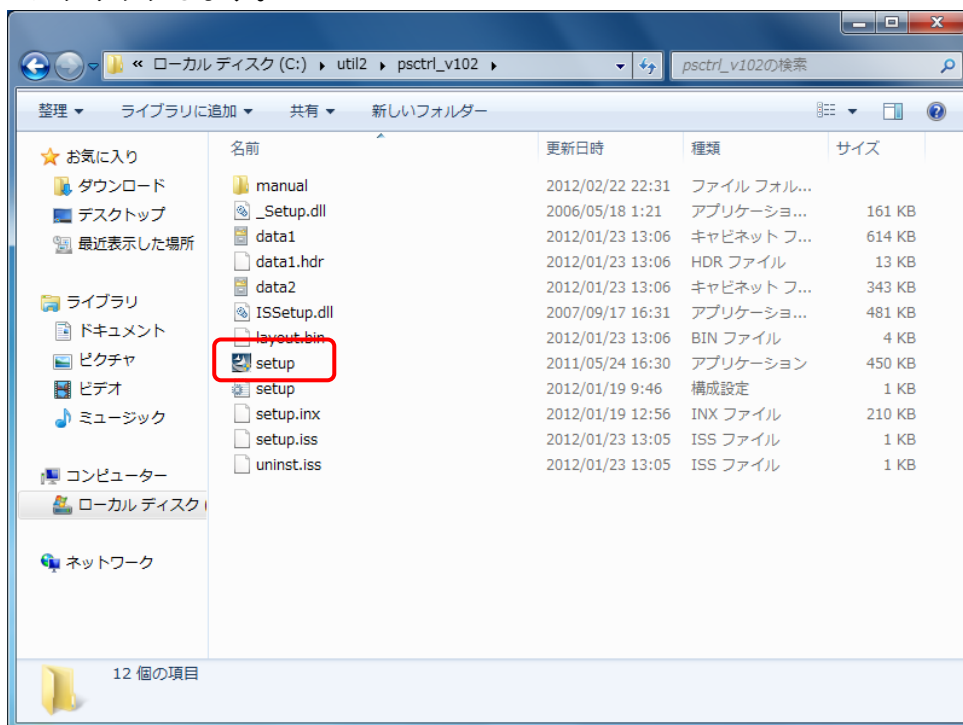 « ローカル ディスク (C:) ▸ util2 ▸ psctrl_v102 ▸ psctrl_v102の検索
整理 ライブラリに追加 共有 新しいフォルダー
お気に入り
ダウンロード
デスクトップ
最近表示した場所
ライブラリ
ドキュメント
ピクチャ
ビデオ
ミュージック
コンピューター
ローカル ディスク (
ネットワーク
名前 更新日時 種類 サイズ
manual 2012/02/22 22:31 ファイル フォル...
_Setup.dll 2006/05/18 1:21 アプリケーショ... 161 KB
data1 2012/01/23 13:06 キャビネット フ... 614 KB
data1.hdr 2012/01/23 13:06 HDR ファイル 13 KB
data2 2012/01/23 13:06 キャビネット フ... 343 KB
ISSetup.dll 2007/09/17 16:31 アプリケーショ... 481 KB
layout.bin 2012/01/23 13:06 BIN ファイル 4 KB
setup 2011/05/24 16:30 アプリケーション 450 KB
setup 2012/01/19 9:46 構成設定 1 KB
setup.inx 2012/01/19 12:56 INX ファイル 210 KB
setup.iss 2012/01/23 13:05 ISS ファイル 1 KB
uninst.iss 2012/01/23 13:05 ISS ファイル 1 KB
12 個の項目